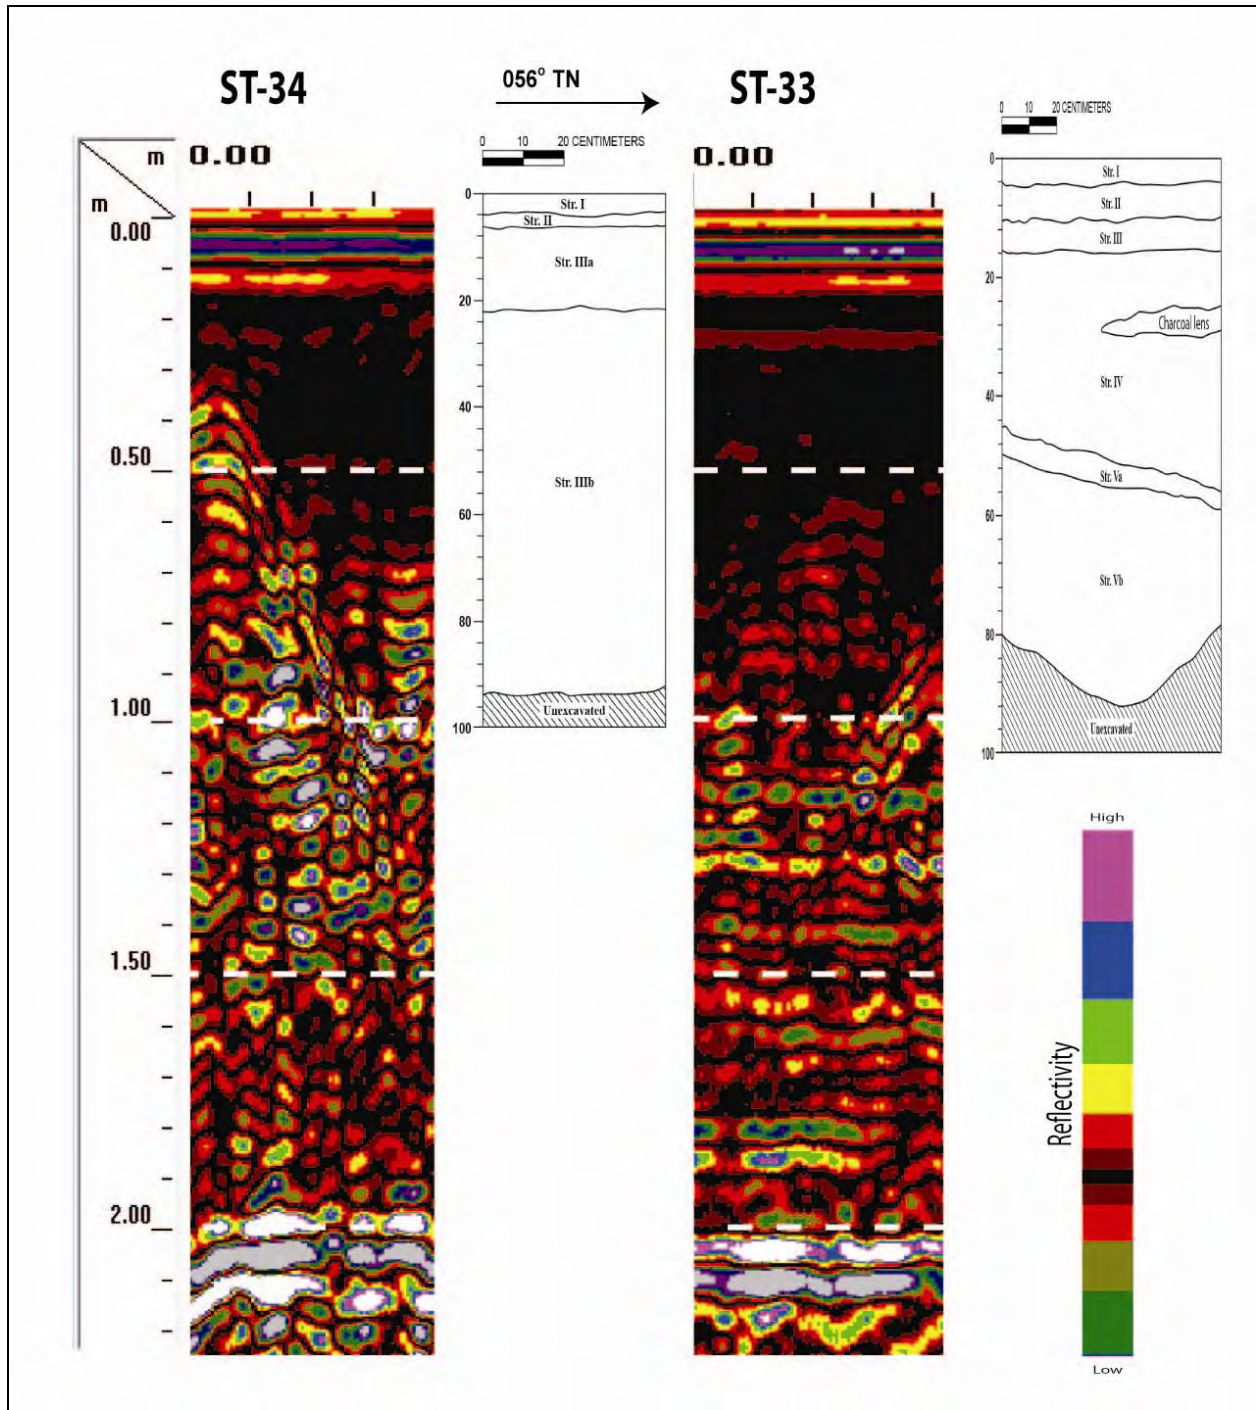 ST-34
056° TN
ST-33
0 10 20 CENTIMETERS
0 10 20 CENTIMETERS
m 0.00
0.00
m
0.00
0.50
1.00
1.50
2.00
0
20
40
60
80
100
Str. I
Str. II
Str. IIIa
Str. IIIb
Unexcavated
0
20
40
60
80
100
Str. I
Str. II
Str. III
Charcoal lens
Str. IV
Str. Va
Str. Vb
Unexcavated
High
Reflectivity
Low